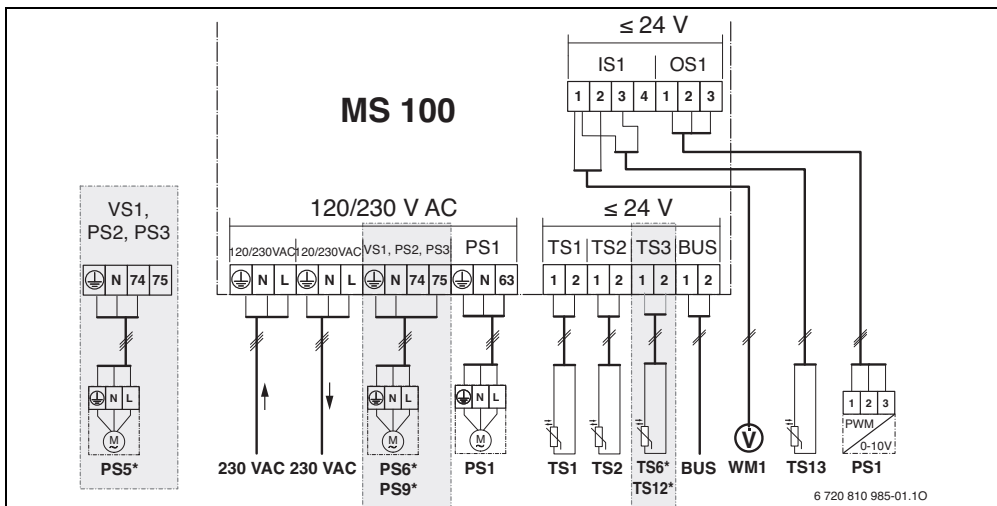 ≤ 24 V
IS1 OS1
1 2 3 4 1 2 3
MS 100
VS1,
PS2, PS3
120/230 V AC
≤ 24 V
120/230VAC 120/230VAC VS1, PS2, PS3 PS1
TS1 TS2 TS3 BUS
N 74 75
N L N L N 74 75 N 63
1 2 1 2 1 2 1 2
N L
N L
N L
1 2 3
PWM
0-10V
M
M
M
V
PS5*
230 VAC 230 VAC
PS6*
PS9*
PS1
TS1 TS2
TS6*
TS12*
BUS WM1 TS13 PS1
6 720 810 985-01.1O